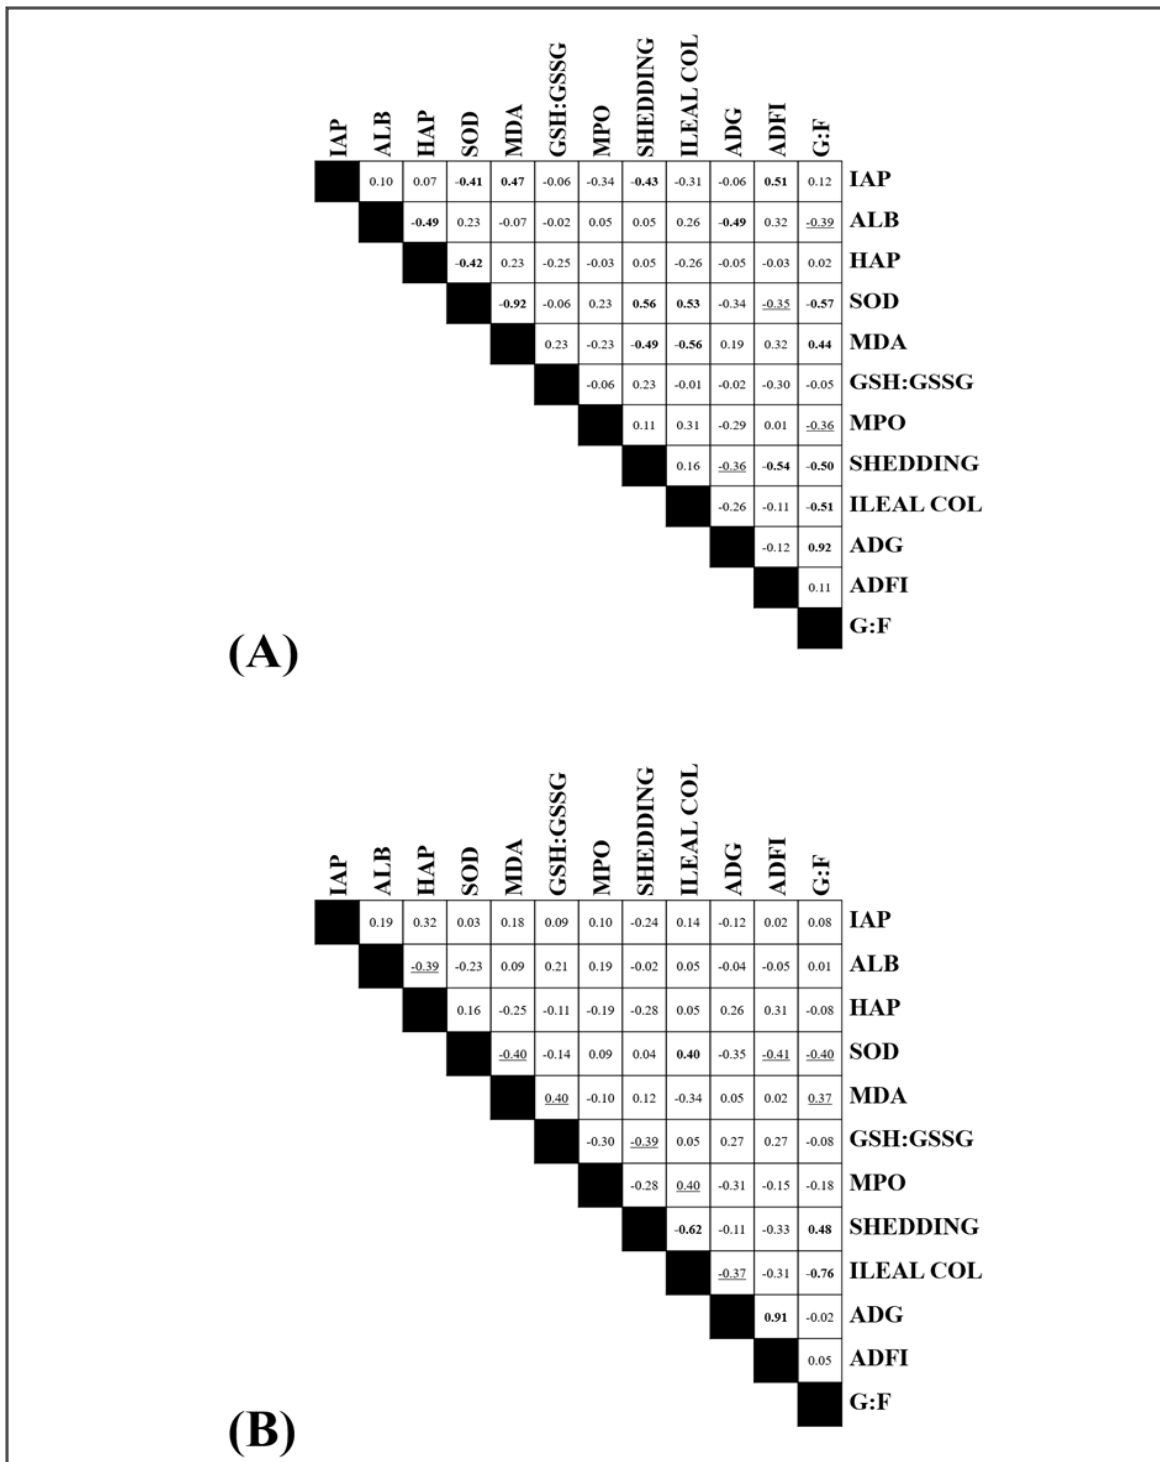 IAP ALB HAP SOD MDA GSH:GSSG MPO SHEDDING ILEAL COL ADG ADFI G:F
0.10 0.07 -0.41 0.47 -0.06 -0.34 -0.43 -0.31 -0.06 0.51 0.12 IAP
-0.49 0.23 -0.07 -0.02 0.05 0.05 0.26 -0.49 0.32 -0.39 ALB
-0.42 0.23 -0.25 -0.03 0.05 -0.26 -0.05 -0.03 0.02 HAP
-0.92 -0.06 0.23 0.56 0.53 -0.34 -0.35 -0.57 SOD
0.23 -0.23 -0.49 -0.56 0.19 0.32 0.44 MDA
-0.06 0.23 -0.01 -0.02 -0.30 -0.05 GSH:GSSG
0.11 0.31 -0.29 0.01 -0.36 MPO
0.16 -0.36 -0.54 -0.50 SHEDDING
-0.26 -0.11 -0.51 ILEAL COL
-0.12 0.92 ADG
0.11 ADFI
G:F
(A)
IAP ALB HAP SOD MDA GSH:GSSG MPO SHEDDING ILEAL COL ADG ADFI G:F
0.19 0.32 0.03 0.18 0.09 0.10 -0.24 0.14 -0.12 0.02 0.08 IAP
-0.39 -0.23 0.09 0.21 0.19 -0.02 0.05 -0.04 -0.05 0.01 ALB
0.16 -0.25 -0.11 -0.19 -0.28 0.05 0.26 0.31 -0.08 HAP
-0.40 -0.14 0.09 0.04 0.40 -0.35 -0.41 -0.40 SOD
0.40 -0.10 0.12 -0.34 0.05 0.02 0.37 MDA
-0.30 -0.39 0.05 0.27 0.27 -0.08 GSH:GSSG
-0.28 0.40 -0.31 -0.15 -0.18 MPO
-0.62 -0.11 -0.33 0.48 SHEDDING
-0.37 -0.31 -0.76 ILEAL COL
0.91 -0.02 ADG
0.05 ADFI
G:F
(B)